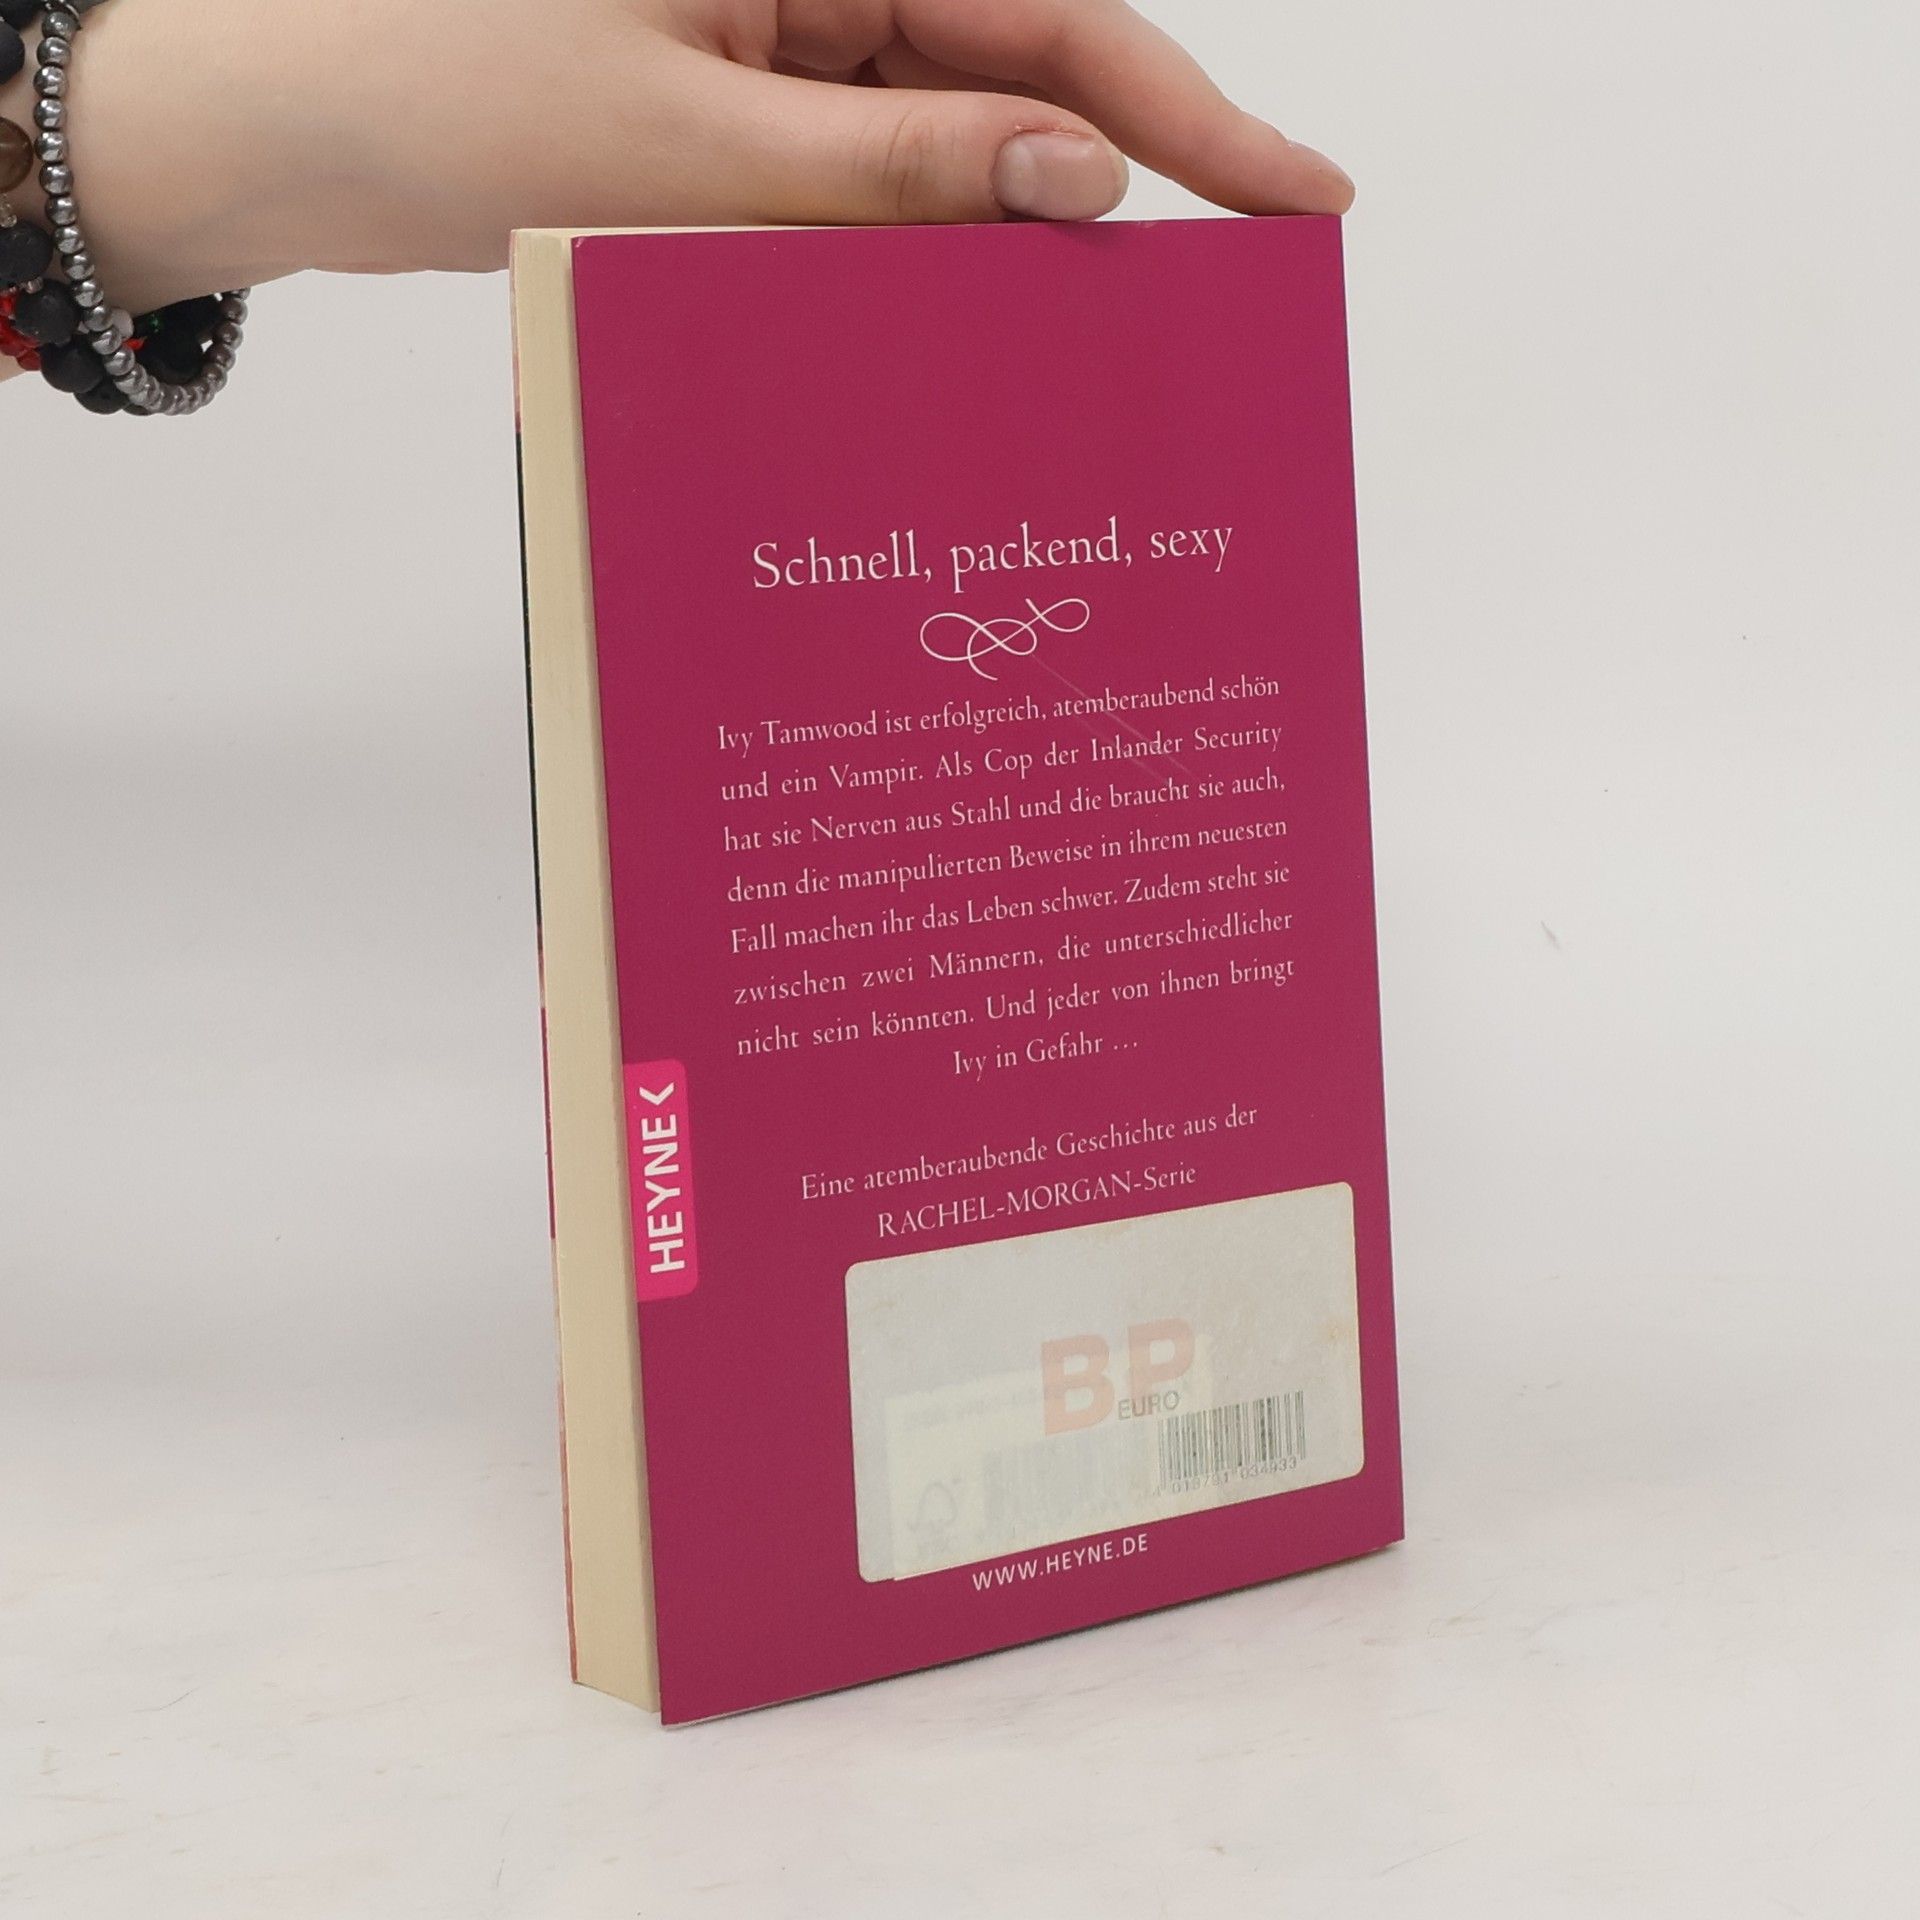 Schnell, packend, sexy
Ivy Tamwood ist erfolgreich, atemberaubend schön
und ein Vampir. Als Cop der Inlander Security
hat sie Nerven aus Stahl und die braucht sie auch,
denn die manipulierten Beweise in ihrem neuesten
Fall machen ihr das Leben schwer. Zudem steht sie
zwischen zwei Männern, die unterschiedlicher
nicht sein könnten. Und jeder von ihnen bringt
Ivy in Gefahr ...
Eine atemberaubende Geschichte aus der
RACHEL-MORGAN-Serie
HEYNE<
BP
EURO
4 018781 034933
WWW.HEYNE.DE